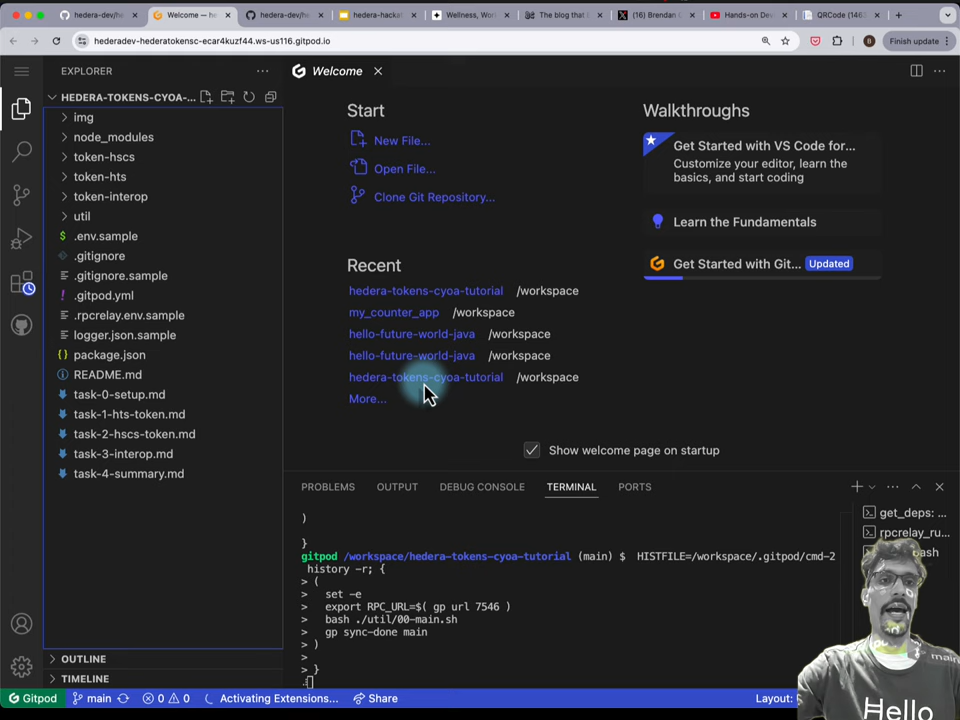 hedera-dev/hedera
Welcome — he
hedera-dev/he
hedera-hacka
Wellness, Wor
The blog that
(16) Brendan
Hands-on Dev
QRCode (1462
hederadev-hederatokensc-ecar4kuzf44.ws-us116.gitpod.io
B
Finish update
EXPLORER
HEDERA-TOKENS-CYOA-...
img
node_modules
token-hscs
token-hts
token-interop
util
.env.sample
.gitignore
.gitignore.sample
.gitpod.yml
.rpcrelay.env.sample
logger.json.sample
package.json
README.md
task-0-setup.md
task-1-hts-token.md
task-2-hscs-token.md
task-3-interop.md
task-4-summary.md
OUTLINE
TIMELINE
Welcome
Start
New File...
Open File...
Clone Git Repository...
Recent
hedera-tokens-cyoa-tutorial /workspace
my_counter_app /workspace
hello-future-world-java /workspace
hello-future-world-java /workspace
hedera-tokens-cyoa-tutorial /workspace
More...
Walkthroughs
Get Started with VS Code for...
Customize your editor, learn the
basics, and start coding
Learn the Fundamentals
Get Started with Git... Updated
Show welcome page on startup
PROBLEMS OUTPUT DEBUG CONSOLE TERMINAL PORTS
)
}
gitpod /workspace/hedera-tokens-cyoa-tutorial (main) $  HISTFILE=/workspace/.gitpod/cmd-2
history -r; {
> (
>   set -e
>   export RPC_URL=$( gp url 7546 )
>   bash ./util/00-main.sh
>   gp sync-done main
> )
>
> }
get_deps: ...
rpcrelay_ru...
bash
main
Gitpod main 0 0 Activating Extensions... Share Layout:
Hello